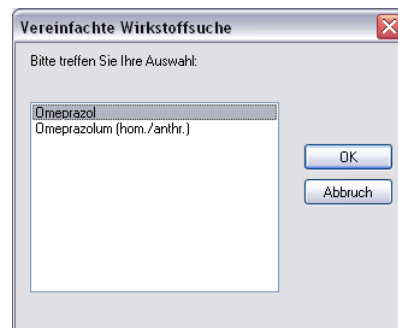 Vereinfachte Wirkstoffsuche
Bitte treffen Sie Ihre Auswahl:
Omeprazol
Omeprazolum (hom./anthr.)
OK
Abbruch